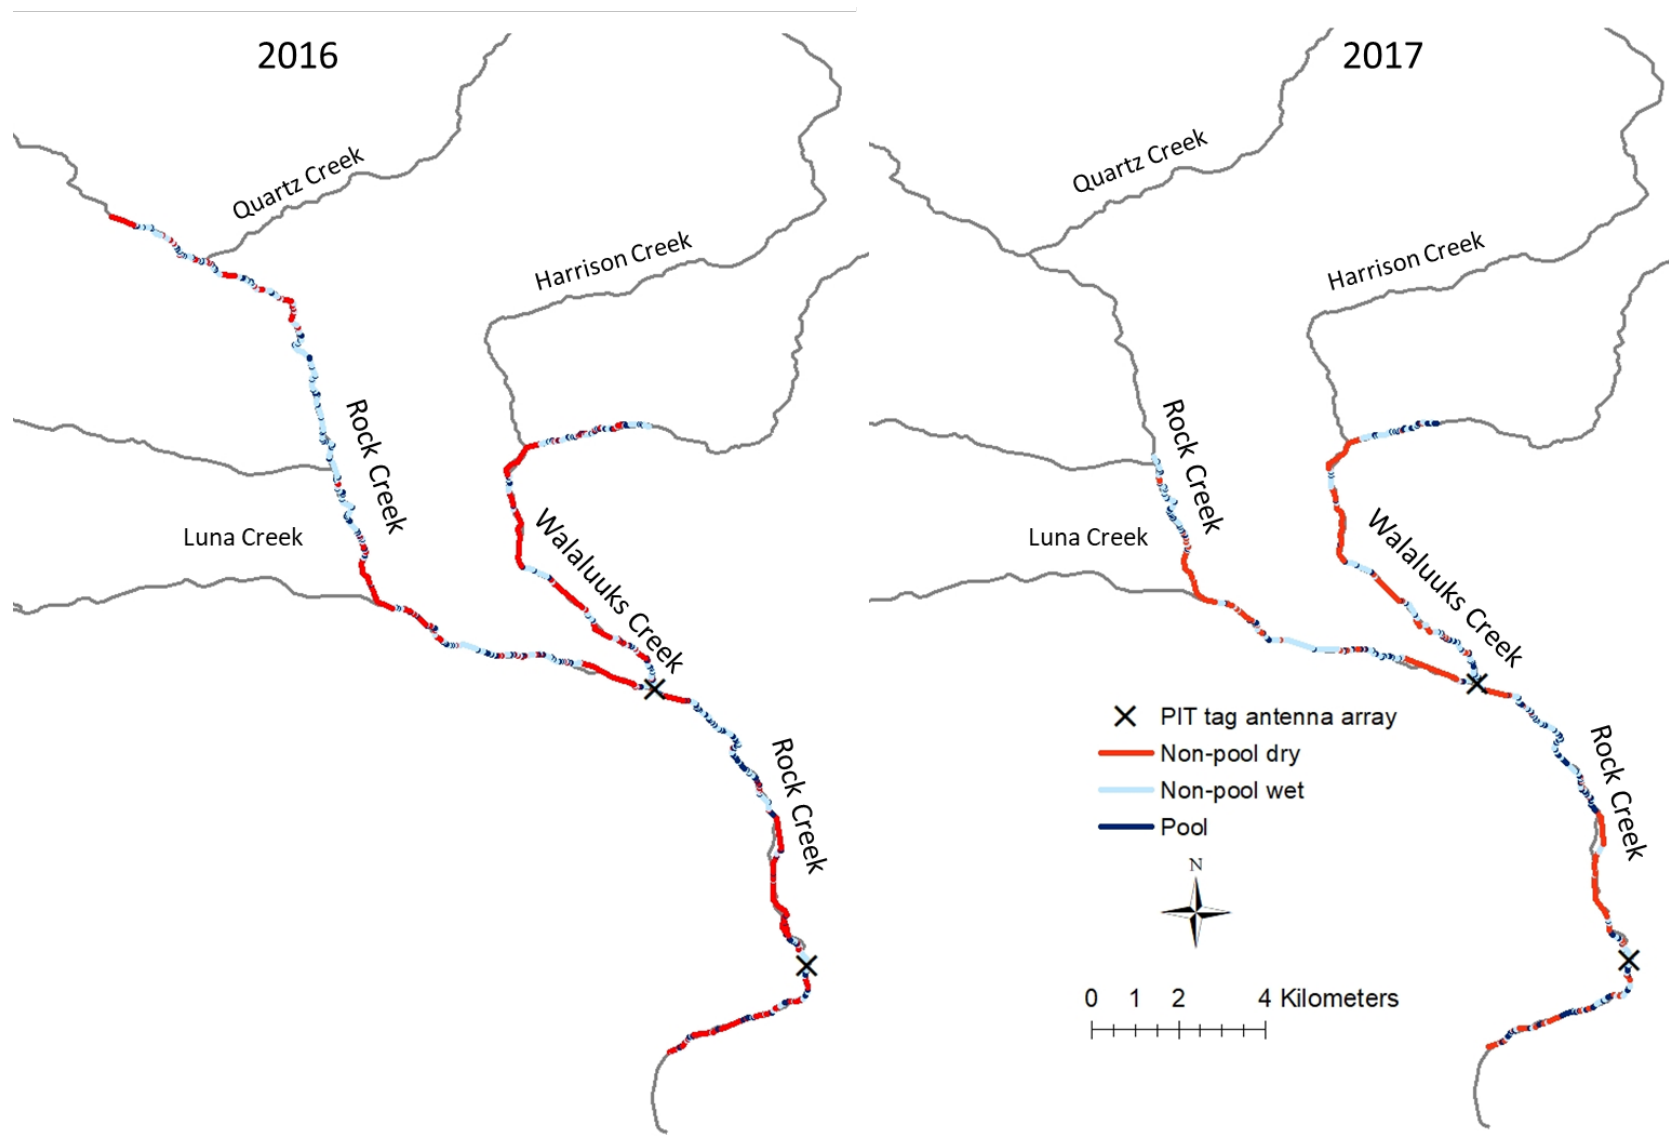 2016
2017
Quartz Creek
Quartz Creek
Harrison Creek
Harrison Creek
Rock Creek
Rock Creek
Luna Creek
Luna Creek
Walaluuks Creek
Walaluuks Creek
PIT tag antenna array
Non-pool dry
Non-pool wet
Pool
Rock Creek
Rock Creek
N
0 1 2 4 Kilometers